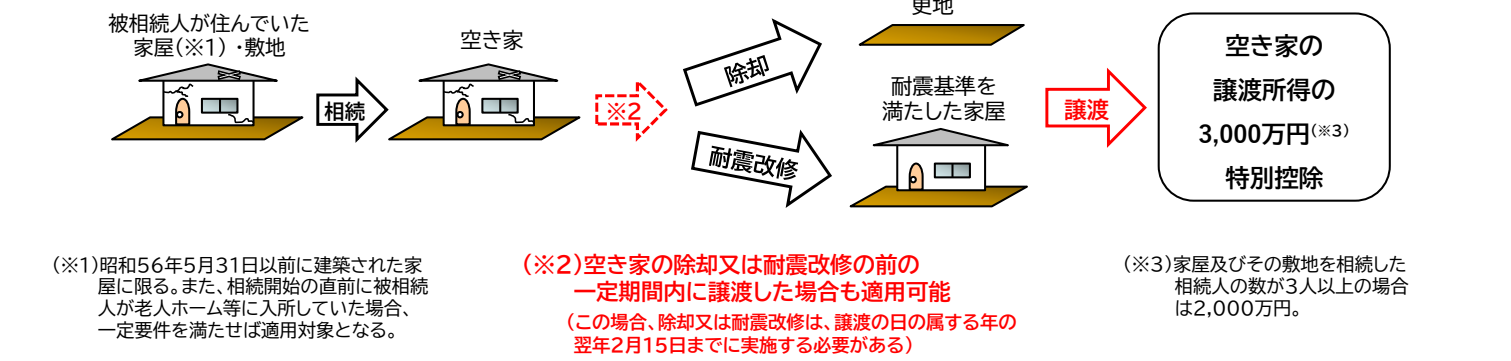 被相続人が住んでいた
家屋(※1)・敷地
相続
空き家
※2
除却
更地
耐震改修
耐震基準を
満たした家屋
譲渡
空き家の
譲渡所得の
3,000万円(※3)
特別控除
(※1)昭和56年5月31日以前に建築された家
屋に限る。また、相続開始の直前に被相続
人が老人ホーム等に入所していた場合、
一定要件を満たせば適用対象となる。
(※2)空き家の除却又は耐震改修の前の
一定期間内に譲渡した場合も適用可能
(この場合、除却又は耐震改修は、譲渡の日の属する年の
翌年2月15日までに実施する必要がある)
(※3)家屋及びその敷地を相続した
相続人の数が3人以上の場合
は2,000万円。